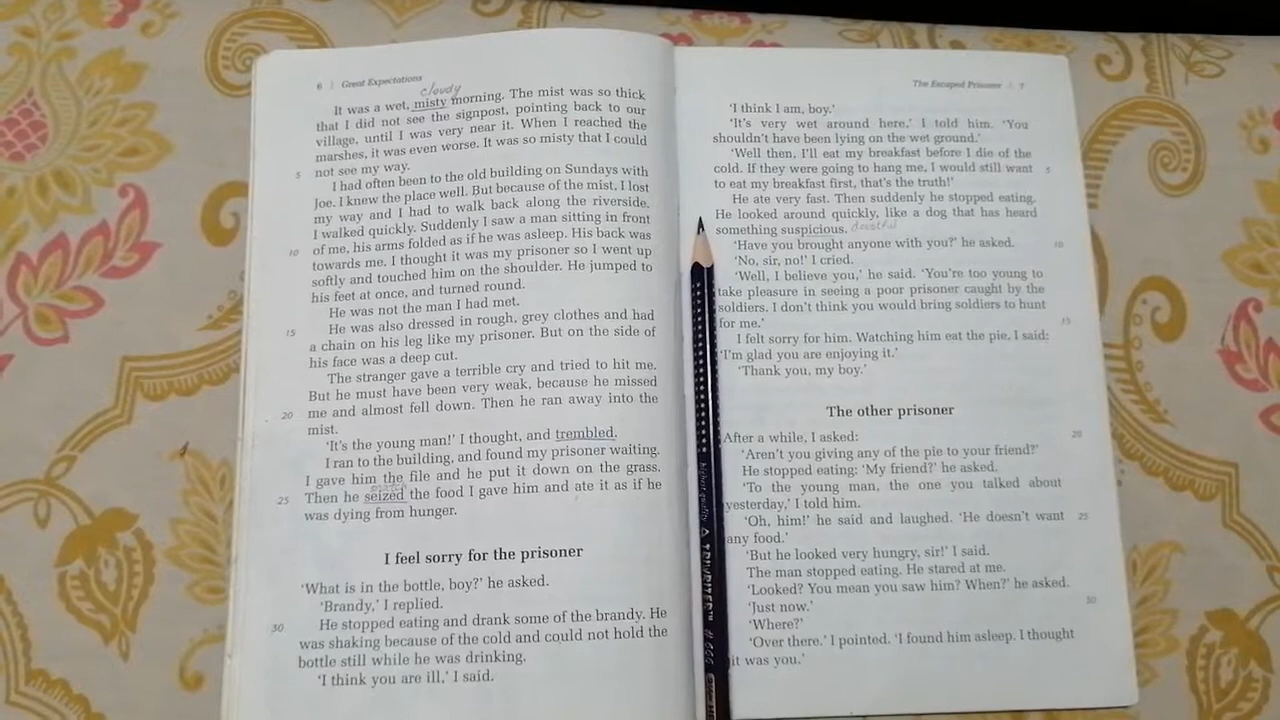 6 | Great Expectations
cloudy
It was a wet, misty morning. The mist was so thick
that I did not see the signpost, pointing back to our
village, until I was very near it. When I reached the
marshes, it was even worse. It was so misty that I could
5 not see my way.
I had often been to the old building on Sundays with
Joe. I knew the place well. But because of the mist, I lost
my way and I had to walk back along the riverside.
I walked quickly. Suddenly I saw a man sitting in front
10 of me, his arms folded as if he was asleep. His back was
towards me. I thought it was my prisoner so I went up
softly and touched him on the shoulder. He jumped to
his feet at once, and turned round.
He was not the man I had met.
15 He was also dressed in rough, grey clothes and had
a chain on his leg like my prisoner. But on the side of
his face was a deep cut.
The stranger gave a terrible cry and tried to hit me.
But he must have been very weak, because he missed
20 me and almost fell down. Then he ran away into the
mist.
‘It's the young man!’ I thought, and trembled.
I ran to the building, and found my prisoner waiting.
I gave him the file and he put it down on the grass.
25 Then he seized the food I gave him and ate it as if he
was dying from hunger.
I feel sorry for the prisoner
‘What is in the bottle, boy?’ he asked.
‘Brandy,’ I replied.
30 He stopped eating and drank some of the brandy. He
was shaking because of the cold and could not hold the
bottle still while he was drinking.
‘I think you are ill,’ I said.
The Escaped Prisoner | 7
‘I think I am, boy.’
‘It's very wet around here,’ I told him. ‘You
shouldn't have been lying on the wet ground.’
‘Well then, I'll eat my breakfast before I die of the
cold. If they were going to hang me, I would still want 5
to eat my breakfast first, that's the truth!’
He ate very fast. Then suddenly he stopped eating.
He looked around quickly, like a dog that has heard
something suspicious. doubtful
‘Have you brought anyone with you?’ he asked. 10
‘No, sir, no!’ I cried.
‘Well, I believe you,’ he said. ‘You're too young to
take pleasure in seeing a poor prisoner caught by the
soldiers. I don't think you would bring soldiers to hunt
for me.’ 15
I felt sorry for him. Watching him eat the pie, I said:
‘I'm glad you are enjoying it.’
‘Thank you, my boy.’
The other prisoner
After a while, I asked: 20
‘Aren't you giving any of the pie to your friend?’
He stopped eating: ‘My friend?’ he asked.
‘To the young man, the one you talked about
yesterday,’ I told him.
‘Oh, him!’ he said and laughed. ‘He doesn't want 25
any food.’
‘But he looked very hungry, sir!’ I said.
The man stopped eating. He stared at me.
‘Looked? You mean you saw him? When?’ he asked.
‘Just now.’ 30
‘Where?’
‘Over there.’ I pointed. ‘I found him asleep. I thought
it was you.’
highest quality
# 666